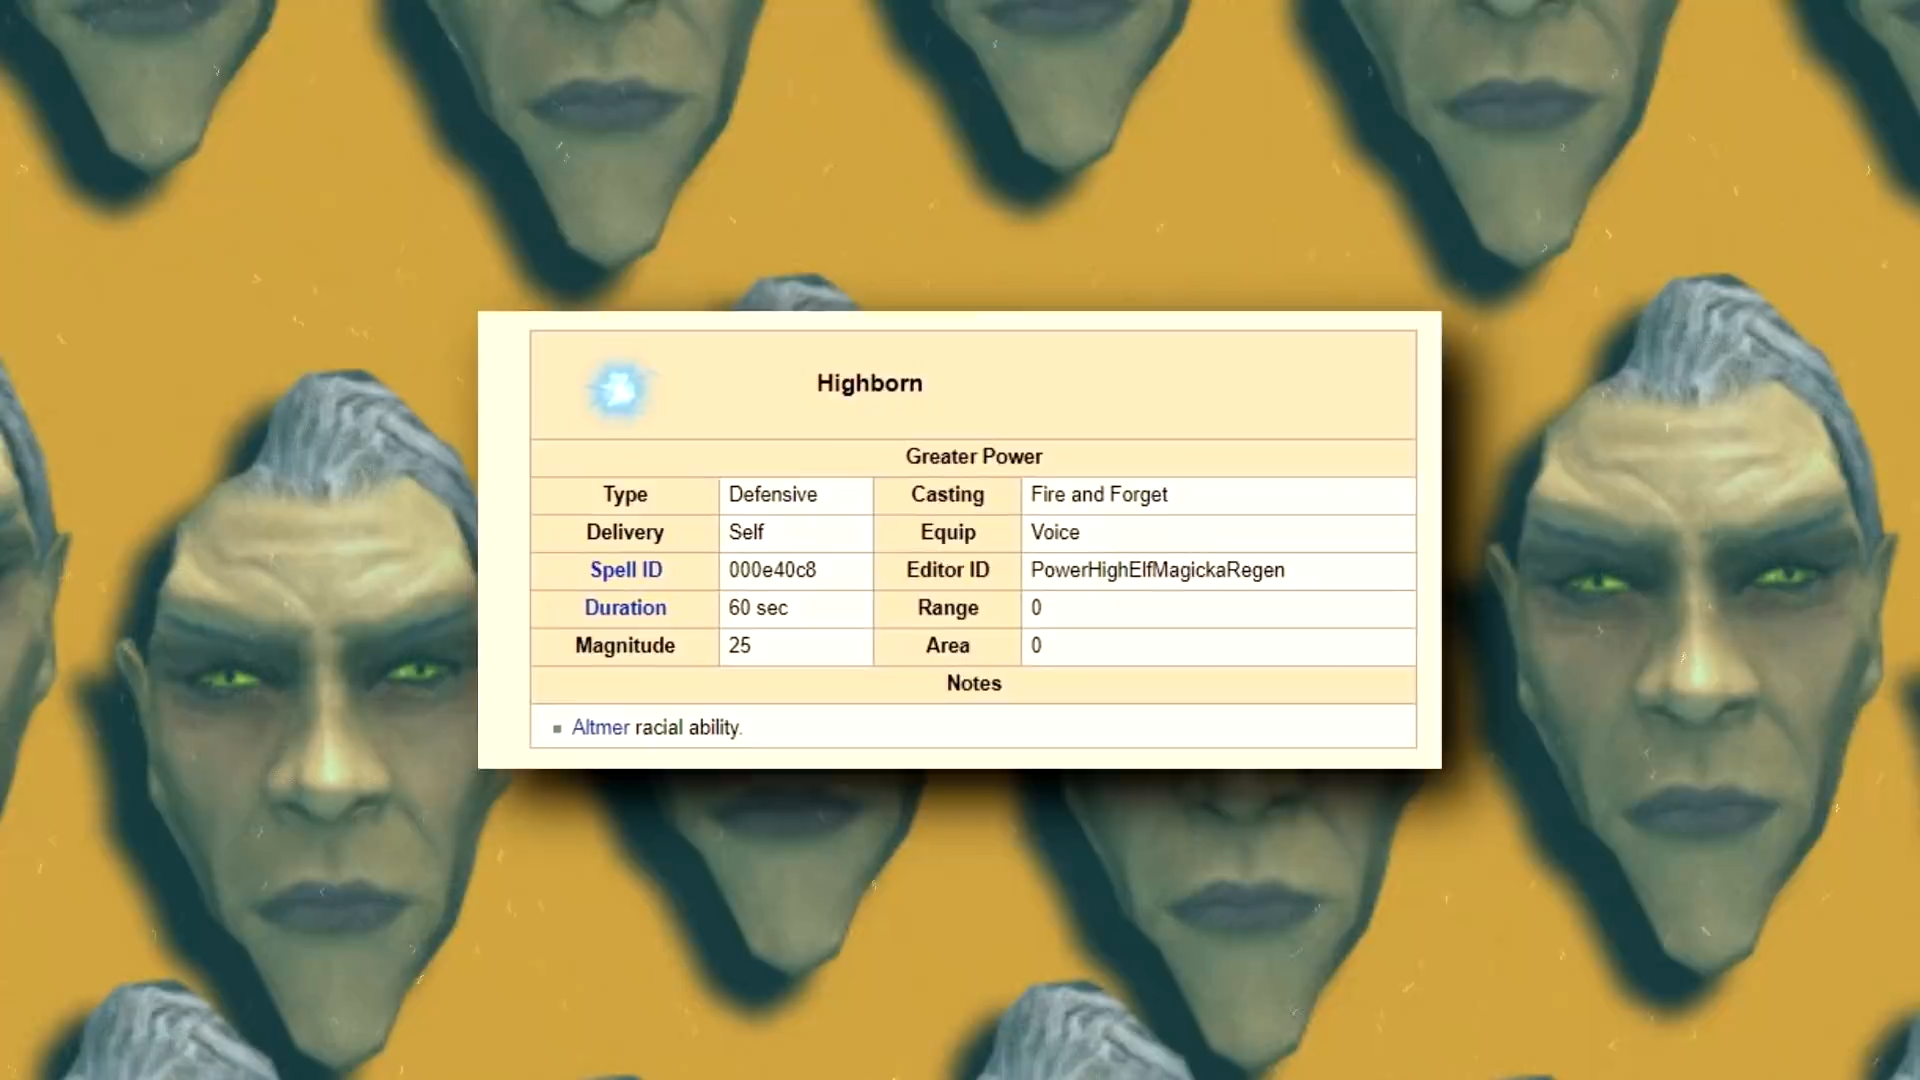 Highborn
Greater Power
Type Defensive Casting Fire and Forget
Delivery Self Equip Voice
Spell ID 000e40c8 Editor ID PowerHighElfMagickaRegen
Duration 60 sec Range 0
Magnitude 25 Area 0
Notes
Altmer racial ability.